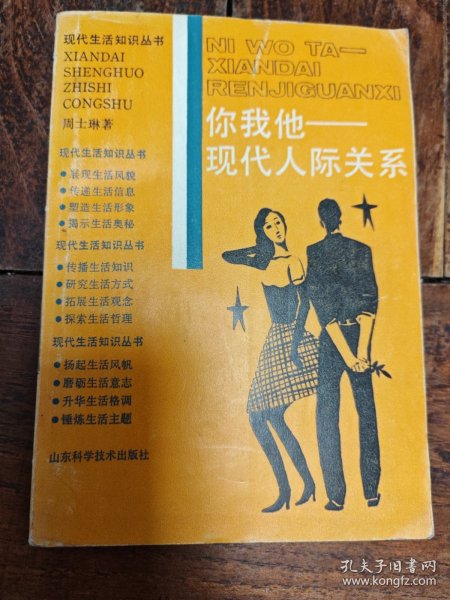 现代生活知识丛书
XIANDAI
SHENGHUO
ZHISHI
CONGSHU
周士琳著
现代生活知识丛书
●展现生活风貌
●传递生活信息
●塑造生活形象
●揭示生活奥秘
现代生活知识丛书
●传播生活知识
●研究生活方式
●拓展生活观念
●探索生活哲理
现代生活知识丛书
●扬起生活风帆
●磨砺生活意志
●升华生活格调
●锤炼生活主题
山东科学技术出版社
NI WO TA—
XIANDAI
RENJIGUANXI
你我他——
现代人际关系
孔夫子旧书网
www.kongfz.com